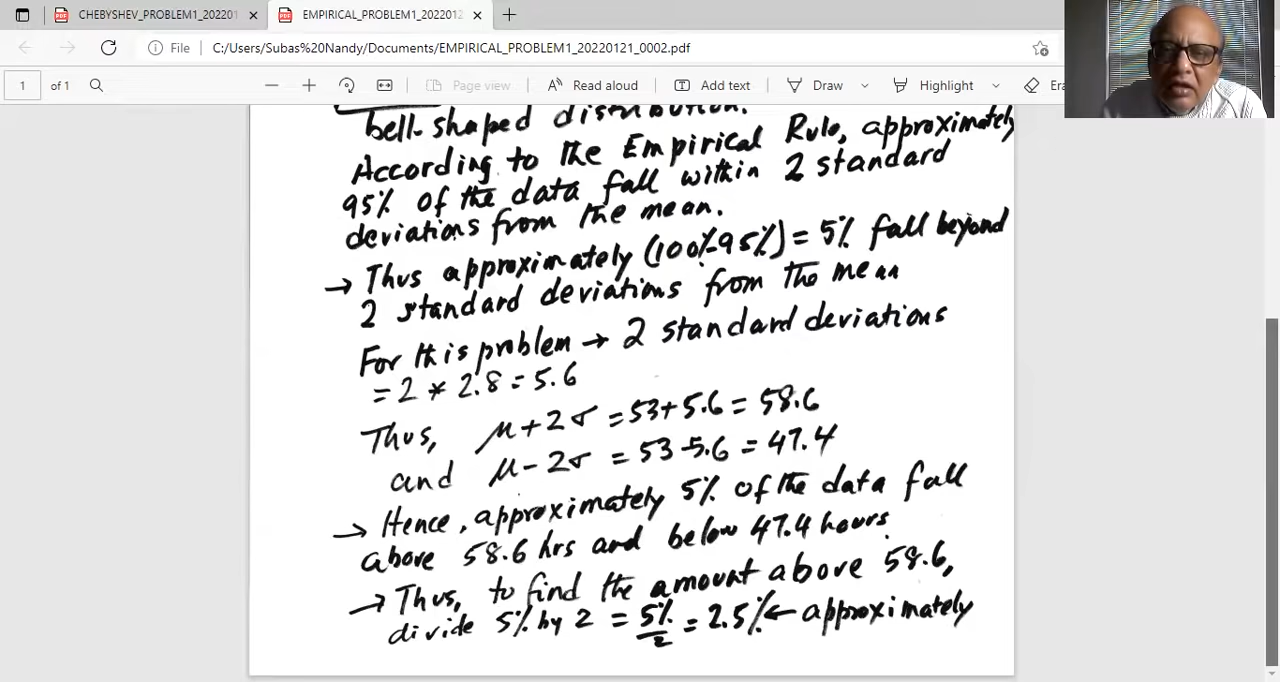 CHEBYSHEV_PROBLEM1_202201
EMPIRICAL_PROBLEM1_2022012
File
C:/Users/Subas%20Nandy/Documents/EMPIRICAL_PROBLEM1_20220121_0002.pdf
1 of 1
Page view
Read aloud
Add text
Draw
Highlight
Era
bell-shaped distribution.
According to the Empirical Rule, approximately
95% of the data fall within 2 standard
deviations from the mean.
→ Thus approximately (100%-95%) = 5% fall beyond
2 standard deviations from the mean
For this problem → 2 standard deviations
= 2 * 2.8 = 5.6
Thus, μ + 2σ = 53 + 5.6 = 58.6
and μ - 2σ = 53 - 5.6 = 47.4
→ Hence, approximately 5% of the data fall
above 58.6 hrs and below 47.4 hours.
→ Thus, to find the amount above 58.6,
divide 5% by 2 = 5%/2 = 2.5% ← approximately